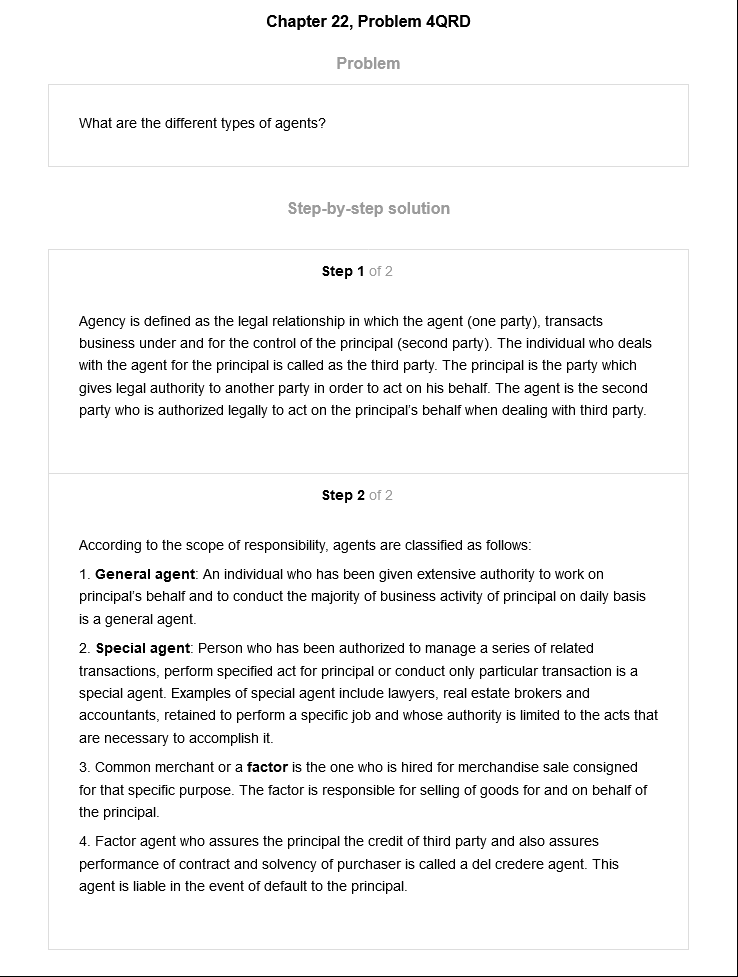 Chapter 22, Problem 4QRD
Problem
What are the different types of agents?
Step-by-step solution
Step 1 of 2
Agency is defined as the legal relationship in which the agent (one party), transacts
business under and for the control of the principal (second party). The individual who deals
with the agent for the principal is called as the third party. The principal is the party which
gives legal authority to another party in order to act on his behalf. The agent is the second
party who is authorized legally to act on the principal's behalf when dealing with third party.
Step 2 of 2
According to the scope of responsibility, agents are classified as follows:
1. General agent: An individual who has been given extensive authority to work on
principal's behalf and to conduct the majority of business activity of principal on daily basis
is a general agent.
2. Special agent: Person who has been authorized to manage a series of related
transactions, perform specified act for principal or conduct only particular transaction is a
special agent. Examples of special agent include lawyers, real estate brokers and
accountants, retained to perform a specific job and whose authority is limited to the acts that
are necessary to accomplish it.
3. Common merchant or a factor is the one who is hired for merchandise sale consigned
for that specific purpose. The factor is responsible for selling of goods for and on behalf of
the principal.
4. Factor agent who assures the principal the credit of third party and also assures
performance of contract and solvency of purchaser is called a del credere agent. This
agent is liable in the event of default to the principal.